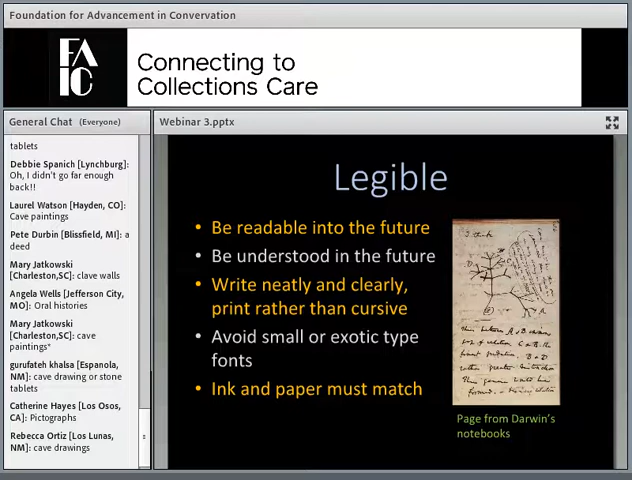 Foundation for Advancement in Convervation
FA
IC
Connecting to
Collections Care
General Chat (Everyone)
tablets
Debbie Spanich [Lynchburg]:
Oh, I didn't go far enough
back!!
Laurel Watson [Hayden, CO]:
Cave paintings
Pete Durbin [Blissfield, MI]: a
deed
Mary Jatkowski
[Charleston,SC]: clave walls
Angela Wells [Jefferson City,
MO]: Oral histories
Mary Jatkowski
[Charleston,SC]: cave
paintings*
gurufateh khalsa [Espanola,
NM]: cave drawing or stone
tablets
Catherine Hayes [Los Osos,
CA]: Pictographs
Rebecca Ortiz [Los Lunas,
NM]: cave drawings
Webinar 3.pptx
Legible
• Be readable into the future
• Be understood in the future
• Write neatly and clearly,
print rather than cursive
• Avoid small or exotic type
fonts
• Ink and paper must match
I think
Page from Darwin's
notebooks